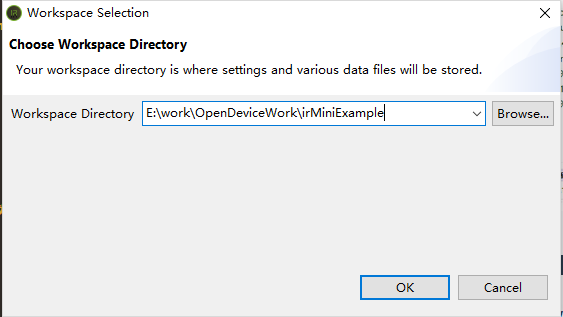 Workspace Selection
Choose Workspace Directory
Your workspace directory is where settings and various data files will be stored.
Workspace Directory E:\work\OpenDeviceWork\irMiniExample Browse...
OK Cancel